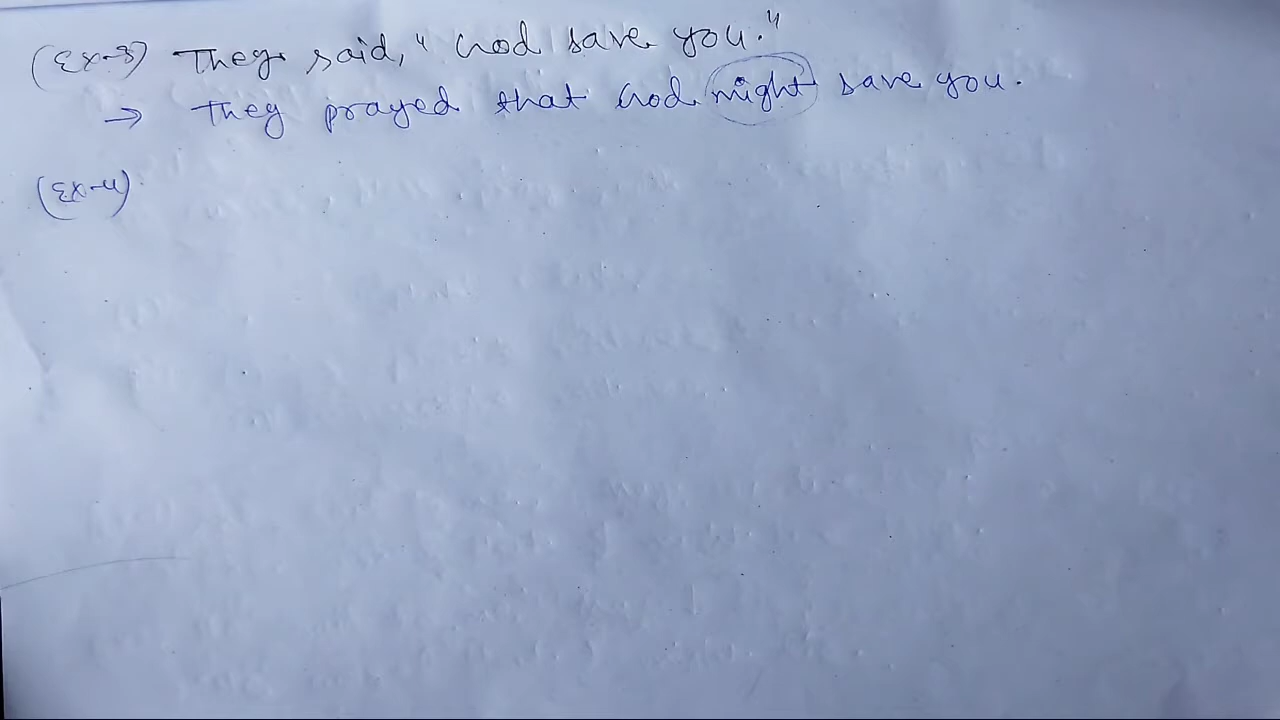 (Ex-3) They said, "God save you."
→ They prayed that God might save you.
(Ex-4)